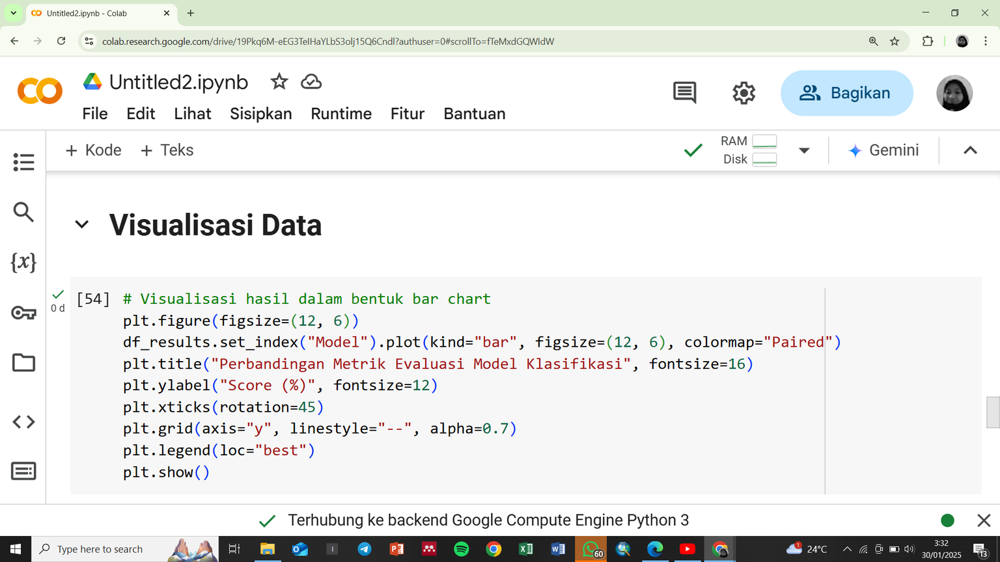 Untitled2.ipynb - Colab
colab.research.google.com/drive/19Pkq6M-eEG3TeIHaYLbS3olj15Q6Cndl?authuser=0#scrollTo=fTeMxdGQWldW
Untitled2.ipynb
File Edit Lihat Sisipkan Runtime Fitur Bantuan
Bagikan
+ Kode + Teks
RAM
Disk
Gemini
Visualisasi Data
{x}
0 d
[54] # Visualisasi hasil dalam bentuk bar chart
plt.figure(figsize=(12, 6))
df_results.set_index("Model").plot(kind="bar", figsize=(12, 6), colormap="Paired")
plt.title("Perbandingan Metrik Evaluasi Model Klasifikasi", fontsize=16)
plt.ylabel("Score (%)", fontsize=12)
plt.xticks(rotation=45)
plt.grid(axis="y", linestyle="--", alpha=0.7)
plt.legend(loc="best")
plt.show()
Terhubung ke backend Google Compute Engine Python 3
Type here to search
60
1
24°C
3:32
30/01/2025
13